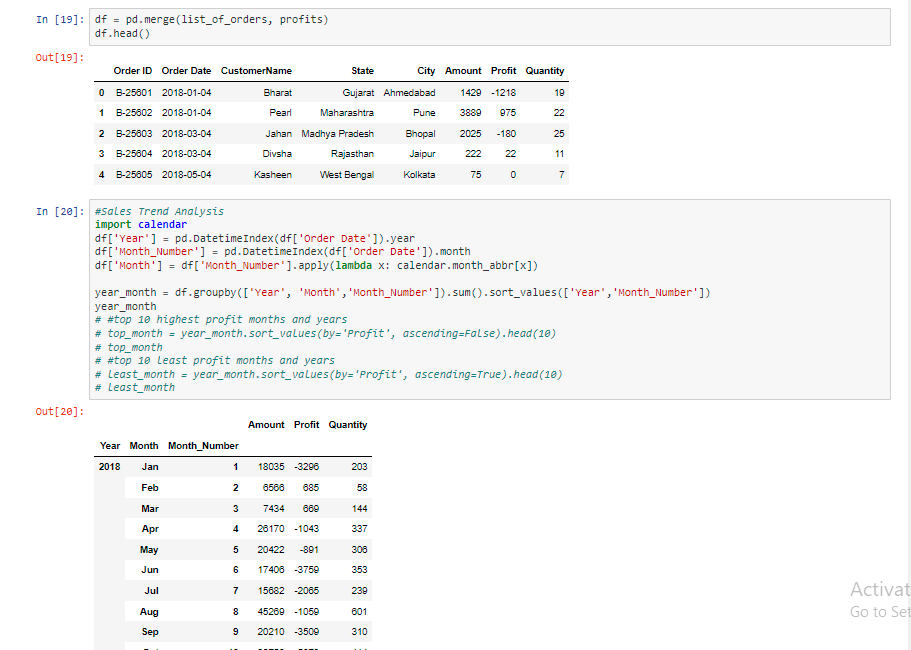 In [19]: df = pd.merge(list_of_orders, profits)
df.head()
Out[19]:
Order ID Order Date CustomerName State City Amount Profit Quantity
0 B-25601 2018-01-04 Bharat Gujarat Ahmedabad 1429 -1218 19
1 B-25602 2018-01-04 Pearl Maharashtra Pune 3889 975 22
2 B-25603 2018-03-04 Jahan Madhya Pradesh Bhopal 2025 -180 25
3 B-25604 2018-03-04 Divsha Rajasthan Jaipur 222 22 11
4 B-25605 2018-05-04 Kasheen West Bengal Kolkata 75 0 7
In [20]: #Sales Trend Analysis
import calendar
df['Year'] = pd.DatetimeIndex(df['Order Date']).year
df['Month_Number'] = pd.DatetimeIndex(df['Order Date']).month
df['Month'] = df['Month_Number'].apply(lambda x: calendar.month_abbr[x])
year_month = df.groupby(['Year', 'Month','Month_Number']).sum().sort_values(['Year','Month_Number'])
year_month
# #top 10 highest profit months and years
# top_month = year_month.sort_values(by='Profit', ascending=False).head(10)
# top_month
# #top 10 least profit months and years
# least_month = year_month.sort_values(by='Profit', ascending=True).head(10)
# least_month
Out[20]:
Amount Profit Quantity
Year Month Month_Number
2018 Jan 1 18035 -3296 203
Feb 2 6566 685 58
Mar 3 7434 669 144
Apr 4 26170 -1043 337
May 5 20422 -891 306
Jun 6 17406 -3759 353
Jul 7 15682 -2065 239
Aug 8 45269 -1059 601
Sep 9 20210 -3509 310
Activat
Go to Set